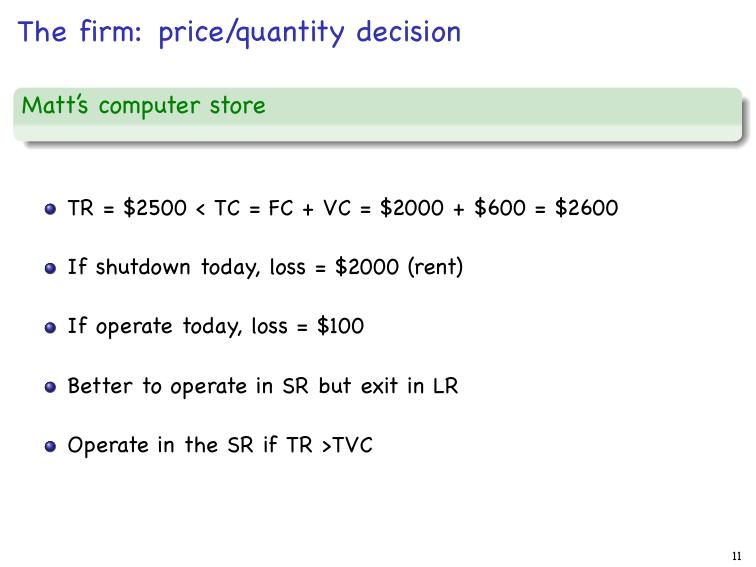 The firm: price/quantity decision
Matt's computer store
TR = $2500 < TC = FC + VC = $2000 + $600 = $2600
If shutdown today, loss = $2000 (rent)
If operate today, loss = $100
Better to operate in SR but exit in LR
Operate in the SR if TR >TVC
11